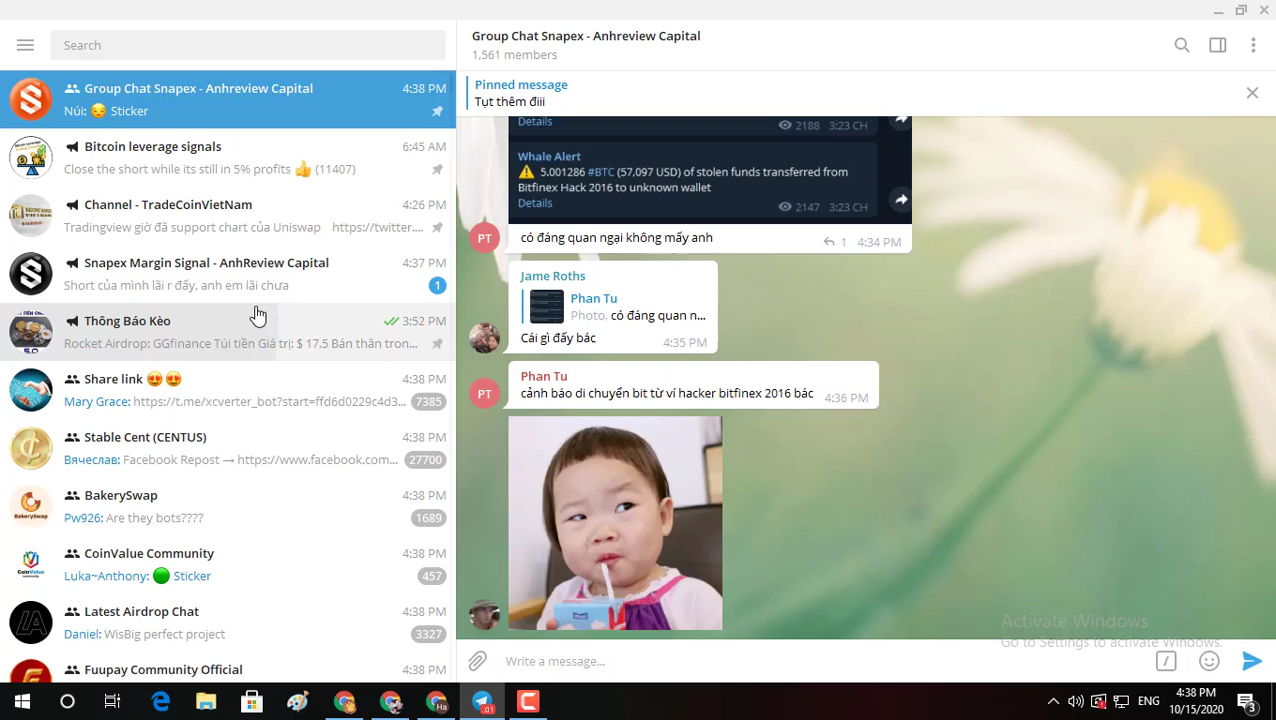 Search
Group Chat Snapex - Anhreview Capital 4:38 PM
Núi: 😏 Sticker
Bitcoin leverage signals 6:45 AM
Close the short while its still in 5% profits 👍 (11407)
Channel - TradeCoinVietNam 4:26 PM
Tradingview giờ đã support chart của Uniswap https://twitter....
Snapex Margin Signal - AnhReview Capital 4:37 PM
Short của mình lãi r đấy, anh em lãi chưa 1
Thông Báo Kèo 3:52 PM
Rocket Airdrop: GGfinance Túi tiền Giá trị: $ 17,5 Bán thân tron...
Share link 😍😍 4:38 PM
Mary Grace: https://t.me/xcverter_bot?start=ffd6d0229c4d3... 7385
Stable Cent (CENTUS) 4:38 PM
Вячеслав: Facebook Repost → https://www.facebook.com... 27700
BakerySwap 4:38 PM
Pw926: Are they bots???? 1689
BAKERYSWAP
CoinValue Community 4:38 PM
Luka~Anthony: 🟢 Sticker 457
CoinValue
Latest Airdrop Chat 4:38 PM
Daniel: WisBig perfect project 3327
Fuupay Community Official 4:38 PM
Group Chat Snapex - Anhreview Capital
1,561 members
Pinned message
Tụt thêm điii
Details
2188 3:23 CH
Whale Alert
⚠ 5.001286 #BTC (57,097 USD) of stolen funds transferred from
Bitfinex Hack 2016 to unknown wallet
Details
2147 3:23 CH
PT
có đáng quan ngại không mấy anh 1 4:34 PM
Jame Roths
Phan Tu
Photo, có đáng quan n...
Cái gì đấy bác 4:35 PM
Phan Tu
PT
cảnh báo di chuyển bit từ ví hacker bitfinex 2016 bác 4:36 PM
Activate Windows
Go to Settings to activate Windows.
Write a message...
Ha
.01
ENG
4:38 PM
10/15/2020
3